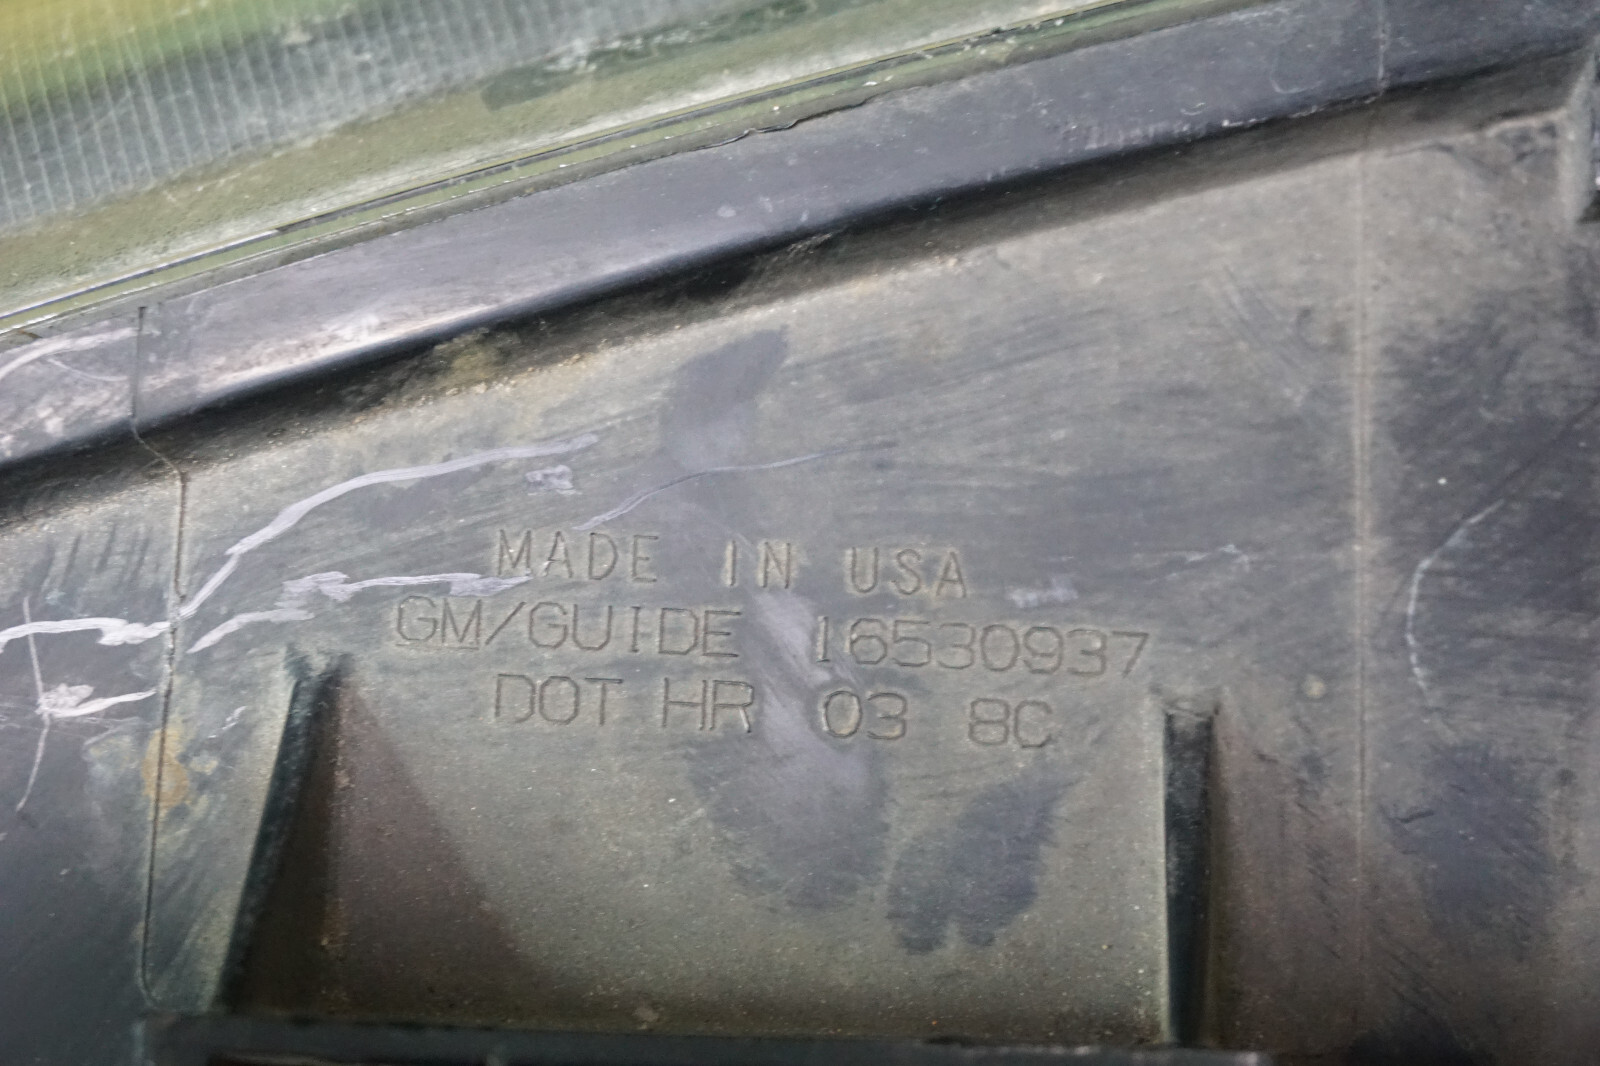 MADE IN USA
GM/GUIDE 16530937
DOT HR 03 8C